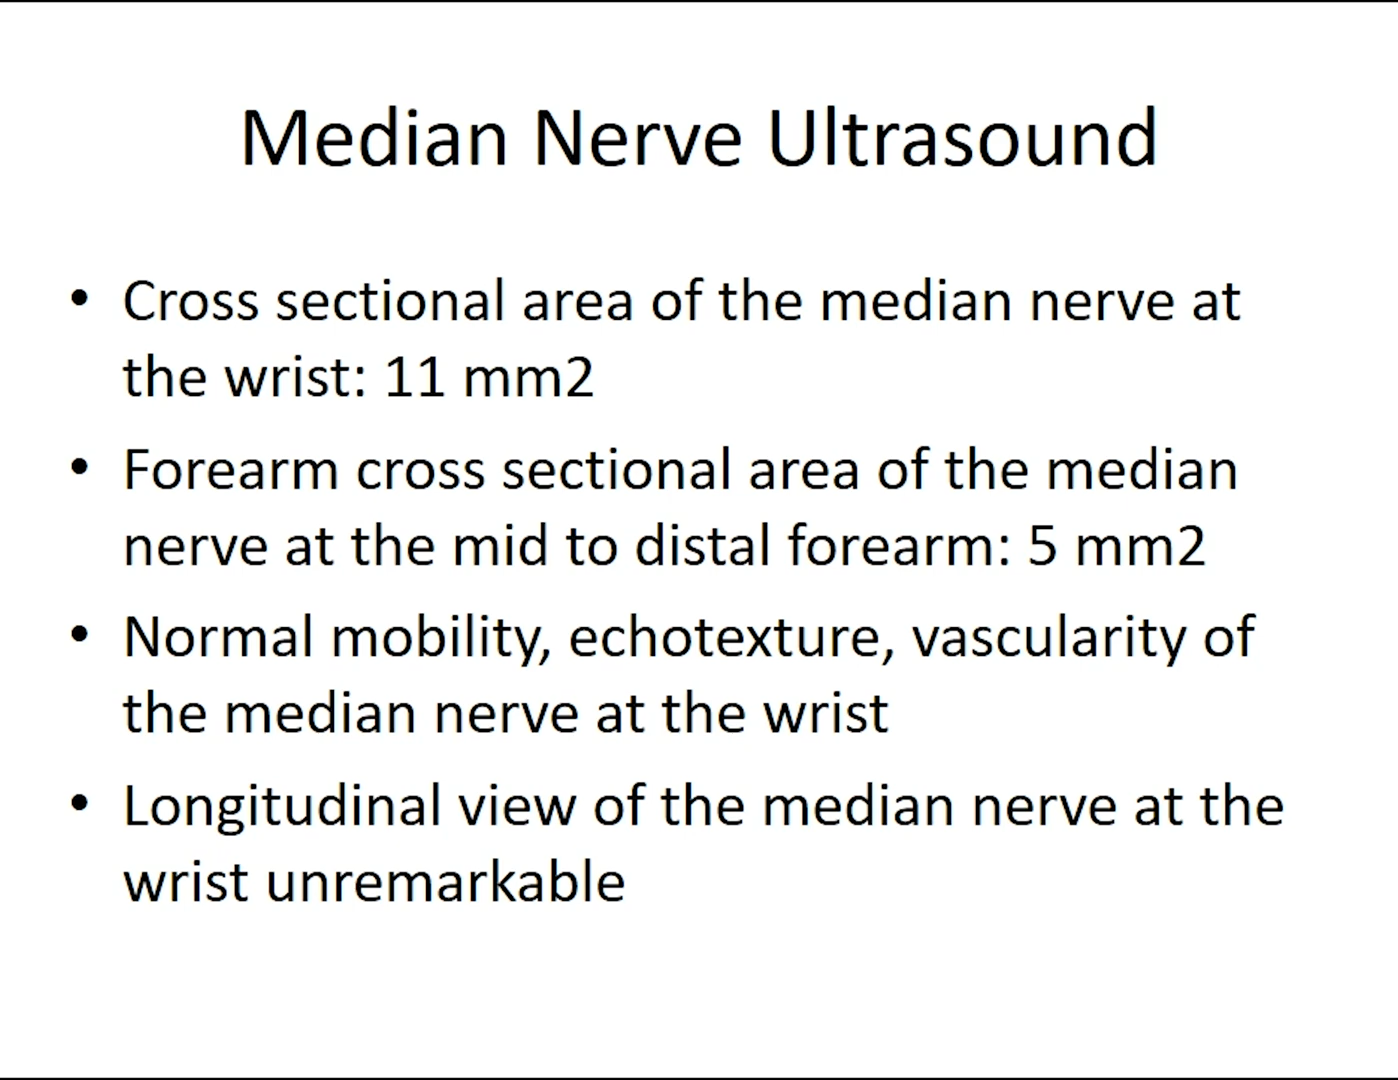 Median Nerve Ultrasound
• Cross sectional area of the median nerve at
the wrist: 11 mm2
• Forearm cross sectional area of the median
nerve at the mid to distal forearm: 5 mm2
• Normal mobility, echotexture, vascularity of
the median nerve at the wrist
• Longitudinal view of the median nerve at the
wrist unremarkable